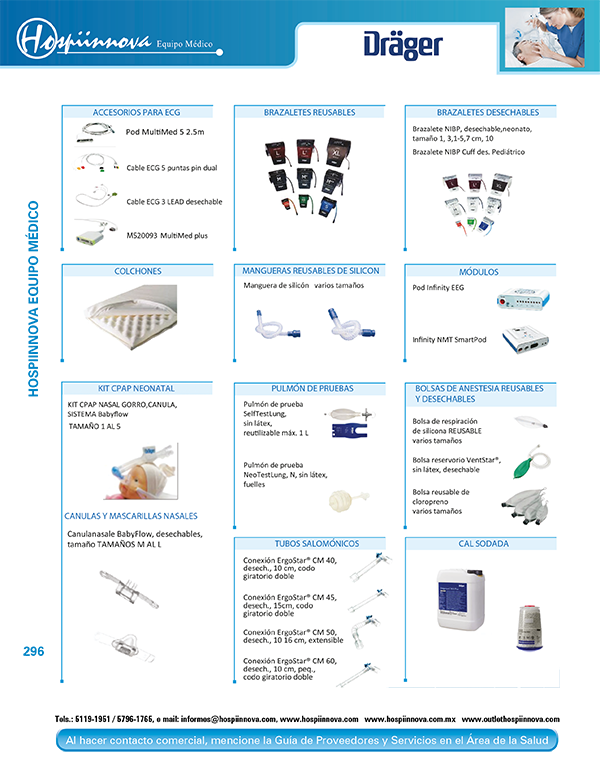 Hospiinnova Equipo Médico
Dräger
HOSPIINNOVA EQUIPO MÉDICO
ACCESORIOS PARA ECG
Pod MultiMed 5 2.5m
Cable ECG 5 puntas pin dual
Cable ECG 3 LEAD desechable
MS20093 MultiMed plus
BRAZALETES REUSABLES
BRAZALETES DESECHABLES
Brazalete NIBP, desechable,neonato,
tamaño 1, 3,1-5,7 cm, 10
Brazalete NIBP Cuff des. Pediátrico
COLCHONES
MANGUERAS REUSABLES DE SILICON
Manguera de silicón varios tamaños
MÓDULOS
Pod Infinity EEG
Infinity NMT SmartPod
KIT CPAP NEONATAL
KIT CPAP NASAL GORRO,CANULA,
SISTEMA Babyflow
TAMAÑO 1 AL 5
CANULAS Y MASCARILLAS NASALES
Canulanasale BabyFlow, desechables,
tamaño TAMAÑOS M AL L
PULMÓN DE PRUEBAS
Pulmón de prueba
SelfTestLung,
sin látex,
reutilizable máx. 1 L
Pulmón de prueba
NeoTestLung, N, sin látex,
fuelles
BOLSAS DE ANESTESIA REUSABLES
Y DESECHABLES
Bolsa de respiración
de silicona REUSABLE
varios tamaños
Bolsa reservorio VentStar®,
sin látex, desechable
Bolsa reusable de
cloropreno
varios tamaños
TUBOS SALOMÓNICOS
Conexión ErgoStar® CM 40,
desech., 10 cm, codo
giratorio doble
Conexión ErgoStar® CM 45,
desech., 15cm, codo
giratorio doble
Conexión ErgoStar® CM 50,
desech., 10 16 cm, extensible
Conexión ErgoStar® CM 60,
desech., 10 cm, peq.,
codo giratorio doble
CAL SODADA
296
Tels.: 5119-1951 / 5796-1765, e mail: informes@hospiinnova.com, www.hospiinnova.com www.hospiinnova.com.mx www.outlethospiinnova.com
Al hacer contacto comercial, mencione la Guía de Proveedores y Servicios en el Área de la Salud